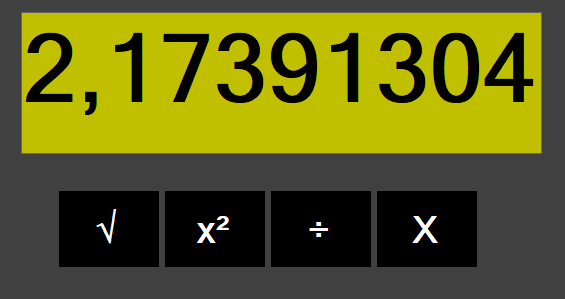 2,17391304
√ x² ÷ X